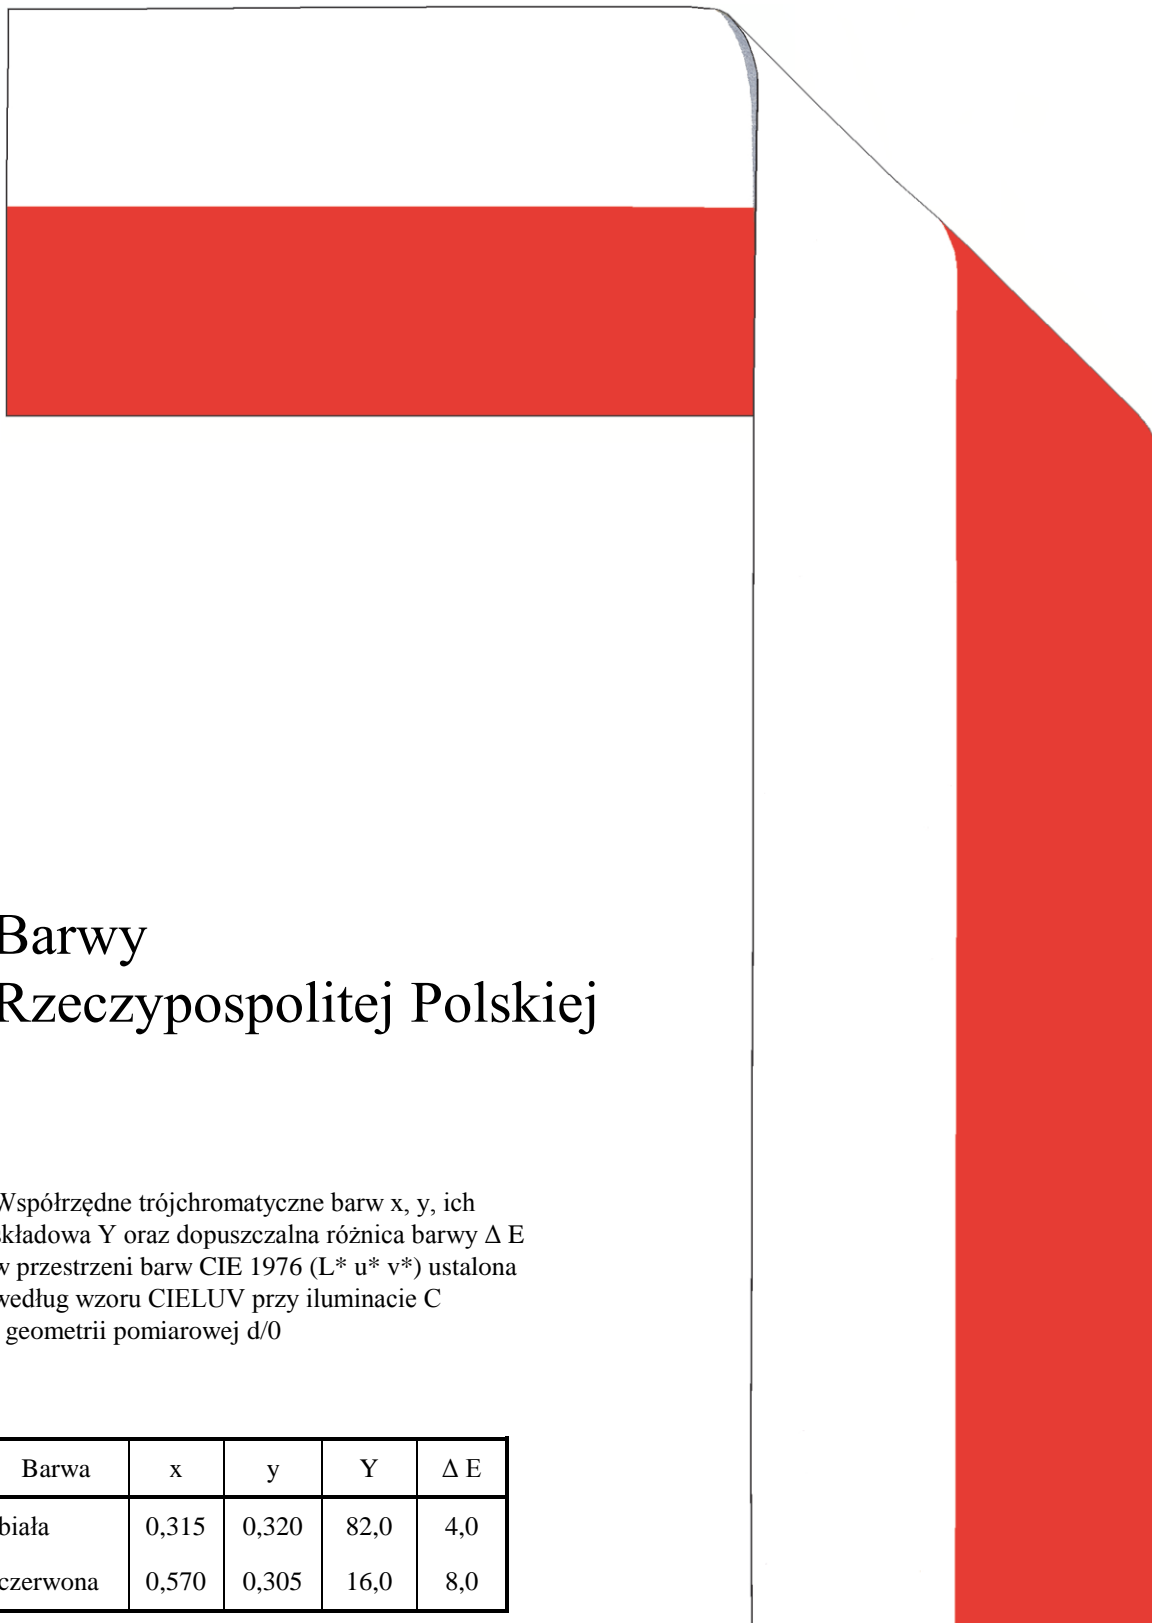 Barwy
Rzeczypospolitej Polskiej
Współrzędne trójchromatyczne barw x, y, ich
składowa Y oraz dopuszczalna różnica barwy Δ E
w przestrzeni barw CIE 1976 (L* u* v*) ustalona
według wzoru CIELUV przy iluminacie C
geometrii pomiarowej d/0
Barwa x y Y Δ E
biała 0,315 0,320 82,0 4,0
czerwona 0,570 0,305 16,0 8,0